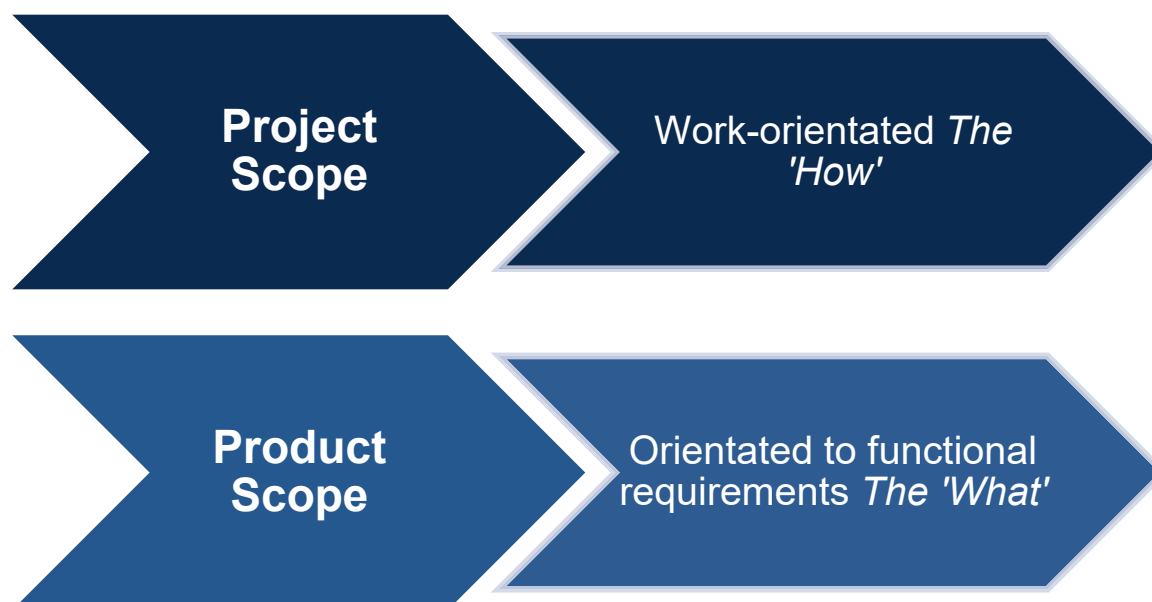 Project
Scope
Work-orientated The
'How'
Product
Scope
Orientated to functional
requirements The 'What'